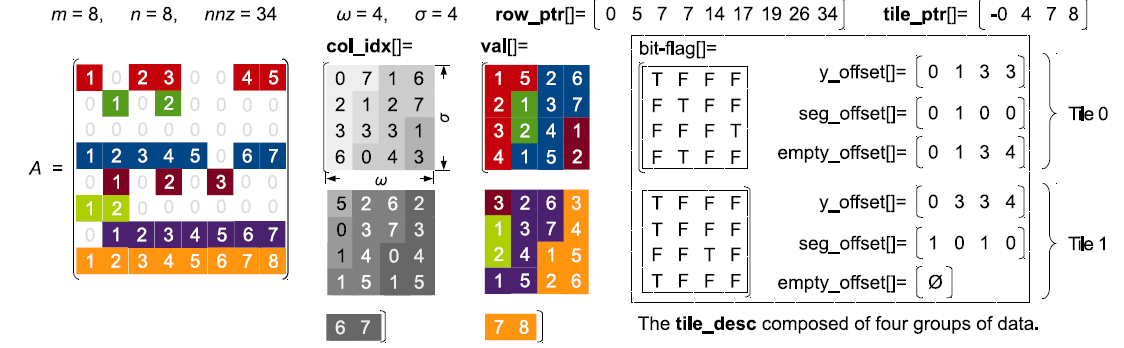 m = 8, n = 8, nnz = 34
ω = 4, σ = 4
row_ptr[]= [ 0 5 7 7 14 17 19 26 34 ]
tile_ptr[]= [ -0 4 7 8 ]
A =
1 0 2 3 0 0 4 5
0 1 0 2 0 0 0 0
0 0 0 0 0 0 0 0
1 2 3 4 5 0 6 7
0 1 0 2 0 3 0 0
1 2 0 0 0 0 0 0
0 1 2 3 4 5 6 7
1 2 3 4 5 6 7 8
col_idx[]=
0 7 1 6
2 1 2 7
3 3 3 1
6 0 4 3
σ
ω
5 2 6 2
0 3 7 3
1 4 0 4
1 5 1 5
6 7
val[]=
1 5 2 6
2 1 3 7
3 2 4 1
4 1 5 2
3 2 6 3
1 3 7 4
2 4 1 5
1 5 2 6
7 8
bit-flag[]=
T F F F
F T F F
F F F T
F T F F
y_offset[]= [ 0 1 3 3 ]
seg_offset[]= [ 0 1 0 0 ]
empty_offset[]= [ 0 1 3 4 ]
Tile 0
T F F F
T F F F
F F T F
T F F F
y_offset[]= [ 0 3 3 4 ]
seg_offset[]= [ 1 0 1 0 ]
empty_offset[]= [ Ø ]
Tile 1
The tile_desc composed of four groups of data.